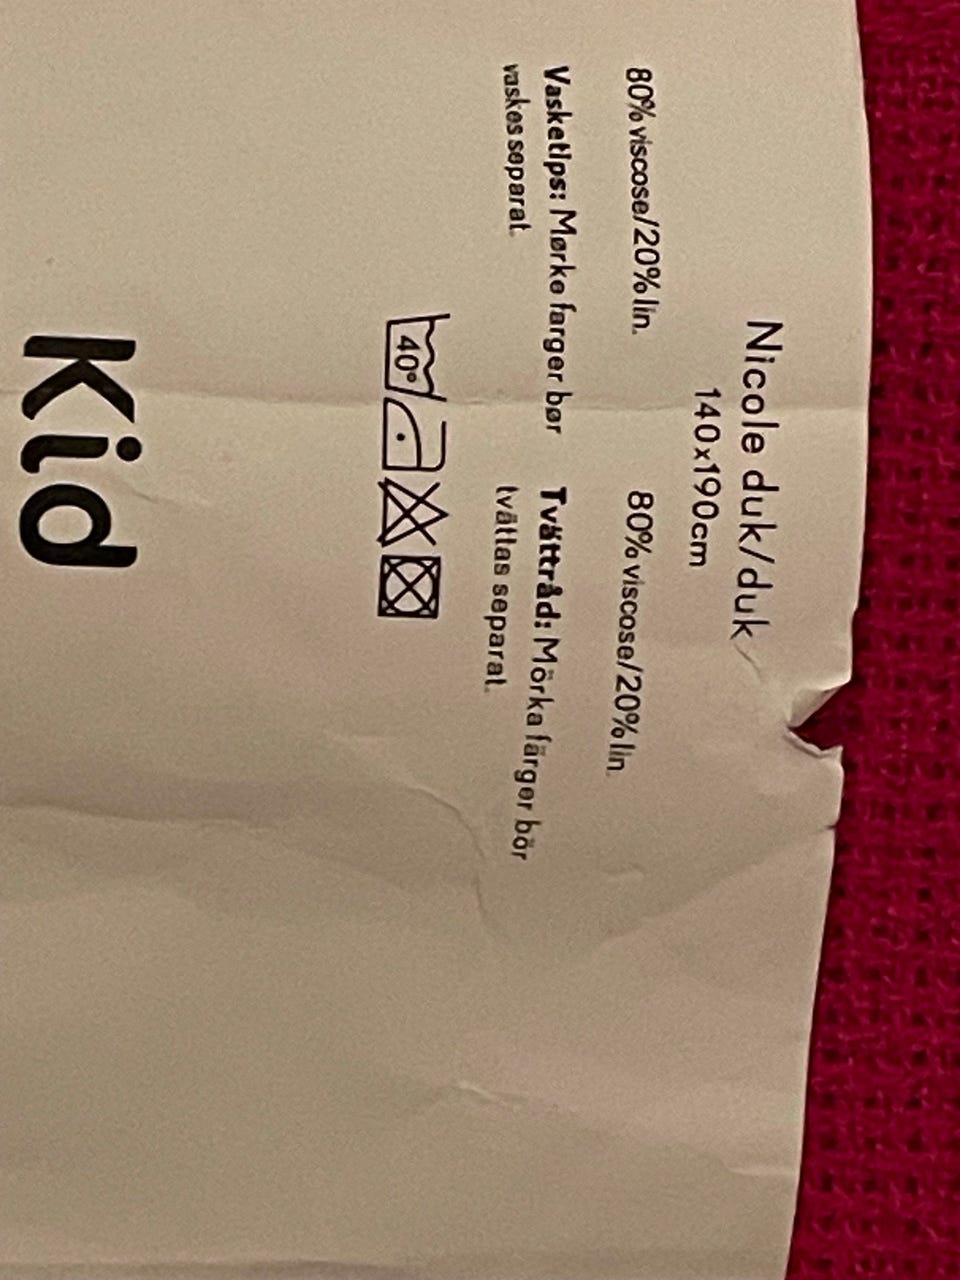 Nicole duk/duk
140x190cm
80% viscose/20% lin.
Vasketips: Mørke farger bør
vaskes separat.
80% viscose/20% lin.
Tvättråd: Mörka färger bör
tvättas separat.
40°
Kid